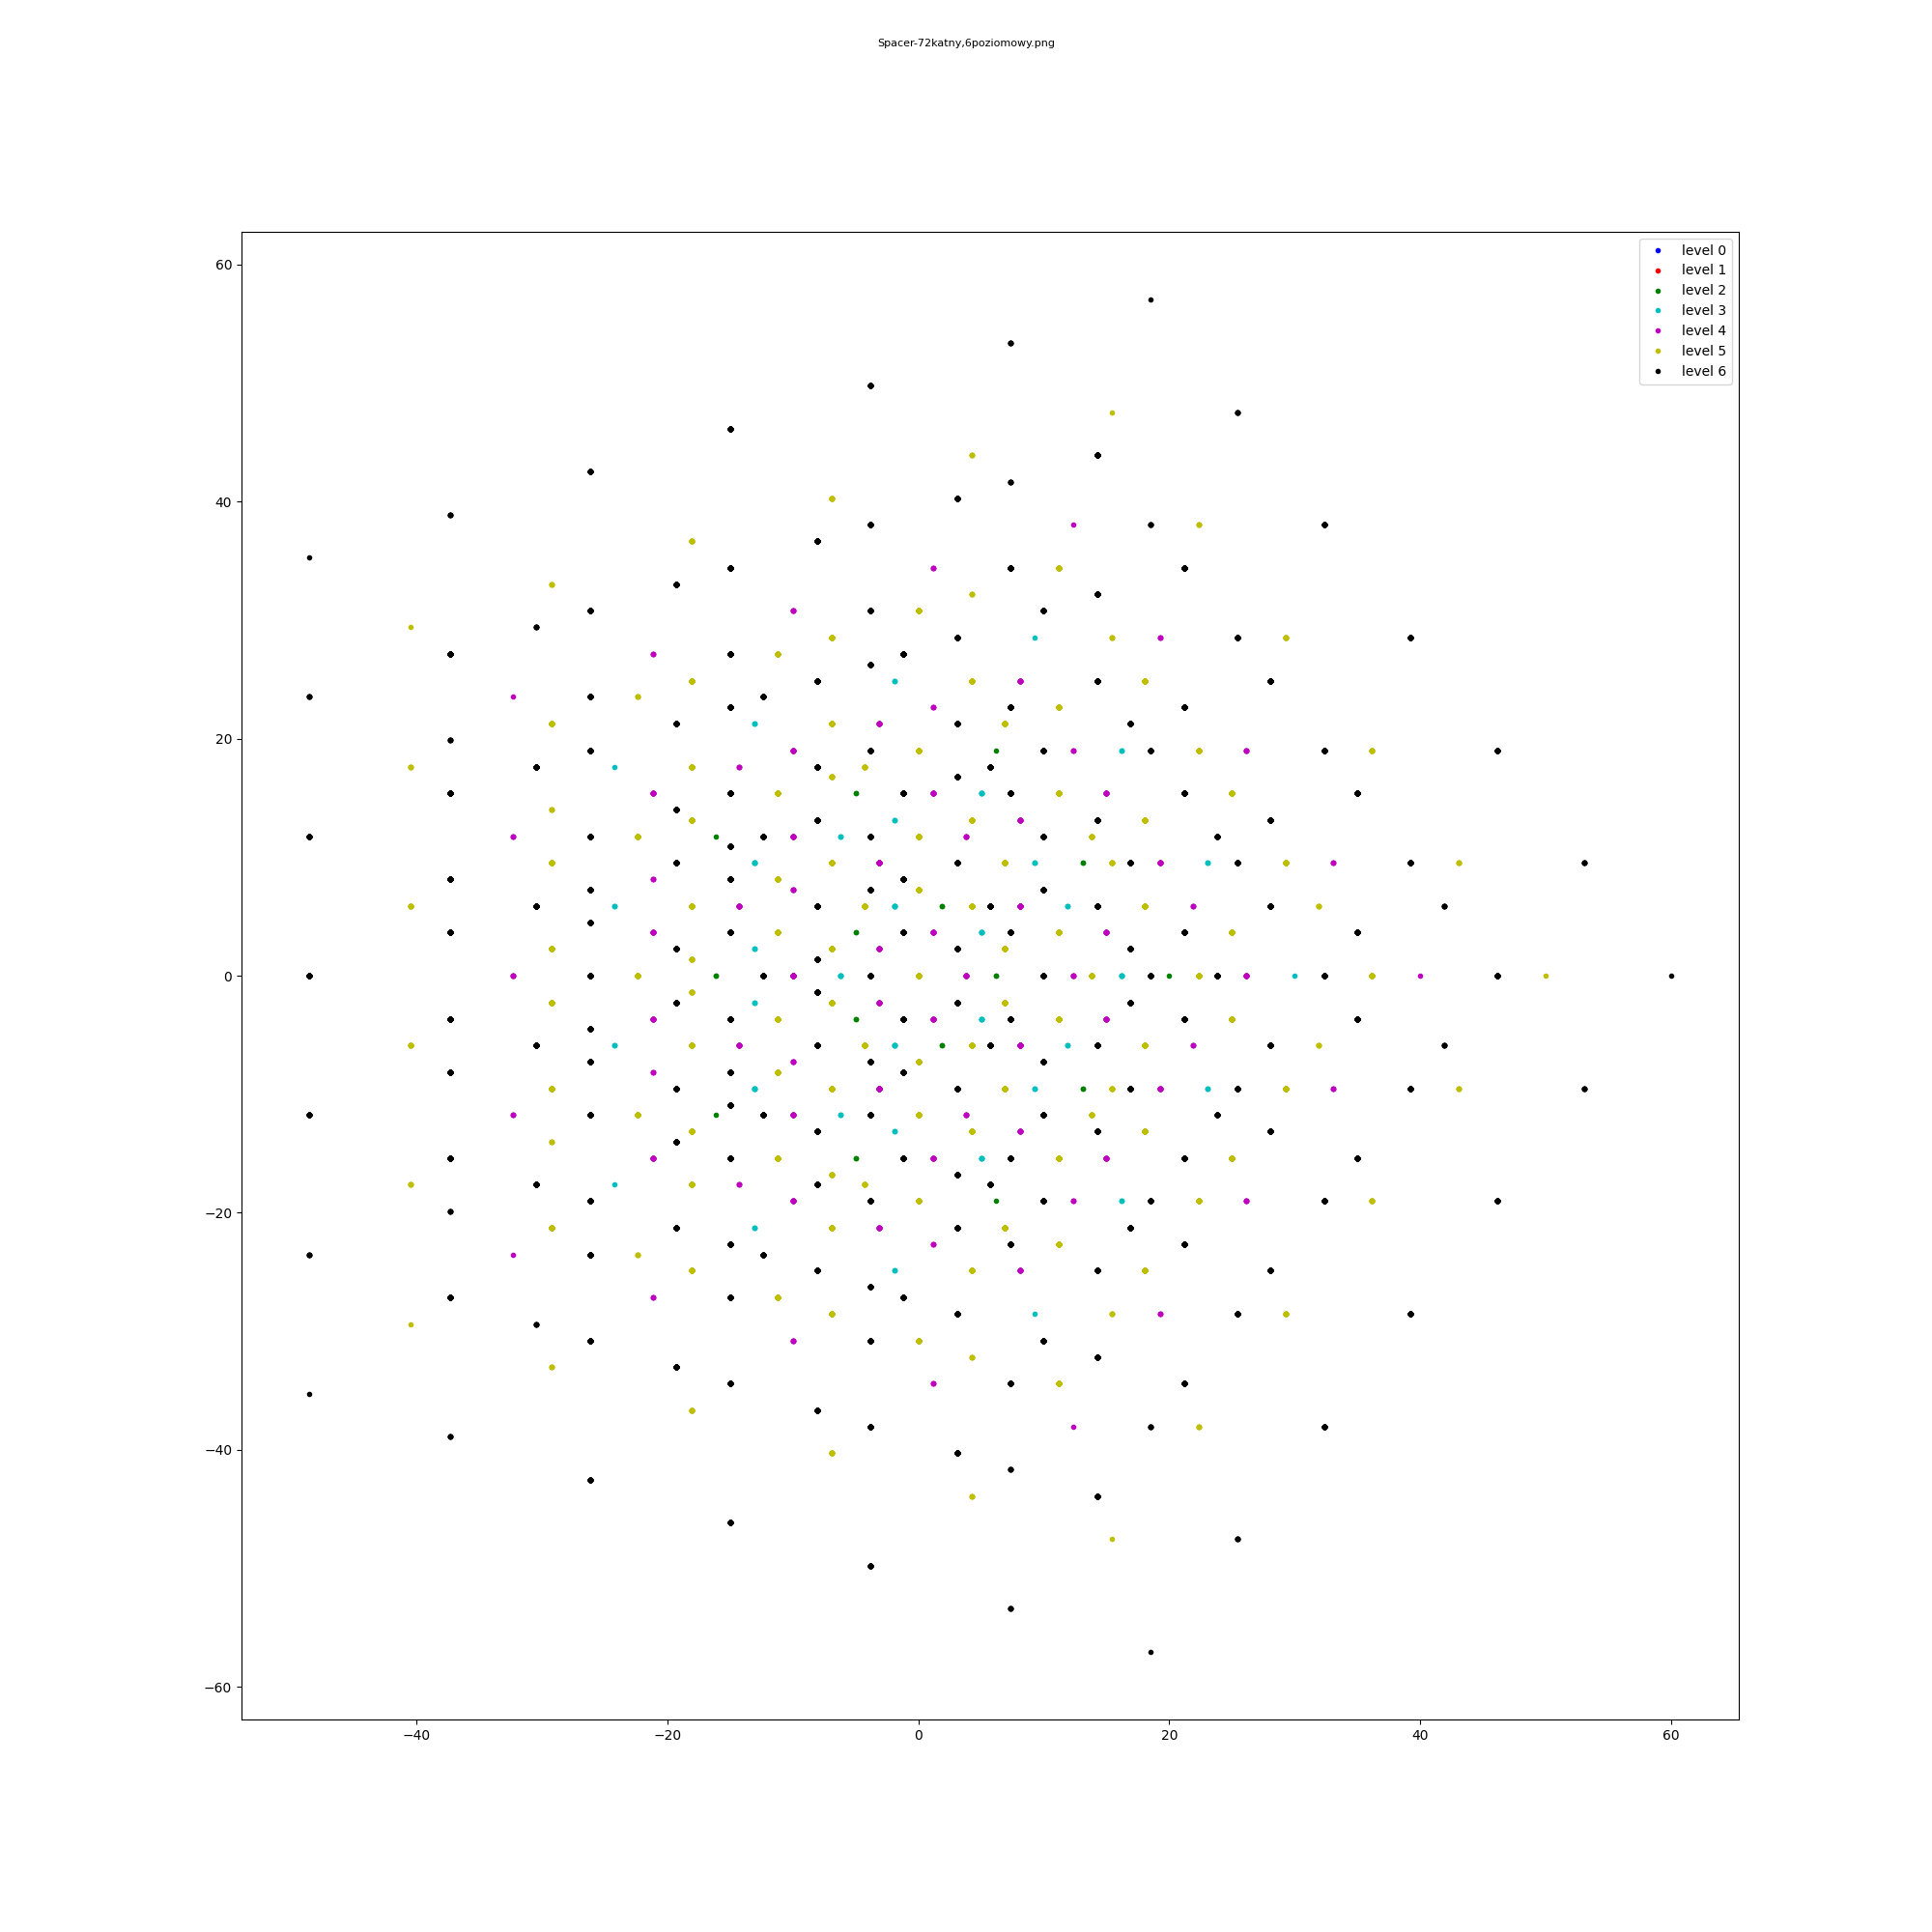 Spacer-72katny,6poziomowy.png
60
40
20
0
−20
−40
−60
level 0
level 1
level 2
level 3
level 4
level 5
level 6
−40 −20 0 20 40 60